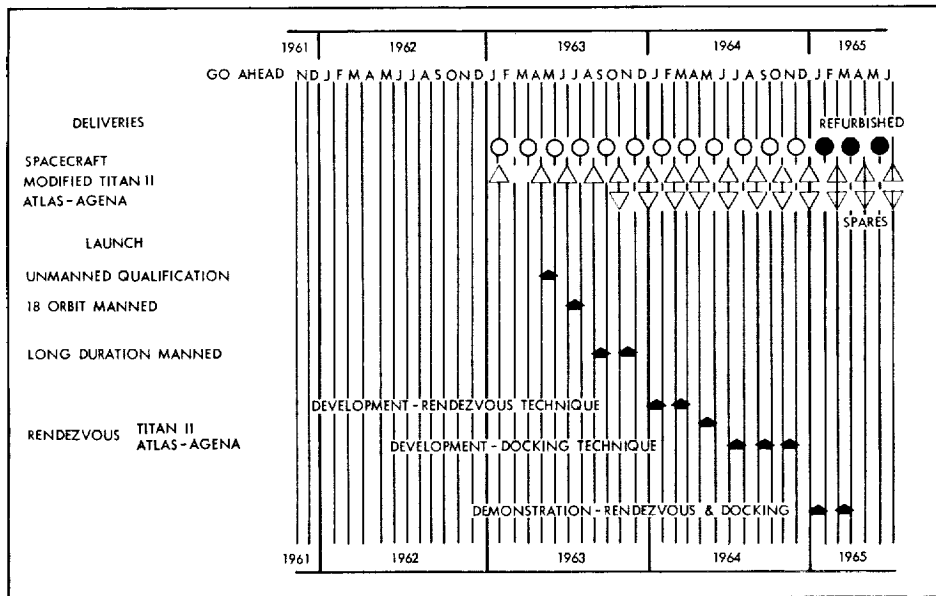 1961 1962 1963 1964 1965
GO AHEAD N D J F M A M J J A S O N D J F M A M J J A S O N D J F M A M J J A S O N D J F M A M J
DELIVERIES REFURBISHED
SPACECRAFT
MODIFIED TITAN II
ATLAS-AGENA
SPARES
LAUNCH
UNMANNED QUALIFICATION
18 ORBIT MANNED
LONG DURATION MANNED
DEVELOPMENT-RENDEZVOUS TECHNIQUE
RENDEZVOUS TITAN II
ATLAS-AGENA DEVELOPMENT-DOCKING TECHNIQUE
DEMONSTRATION-RENDEZVOUS & DOCKING
1961 1962 1963 1964 1965